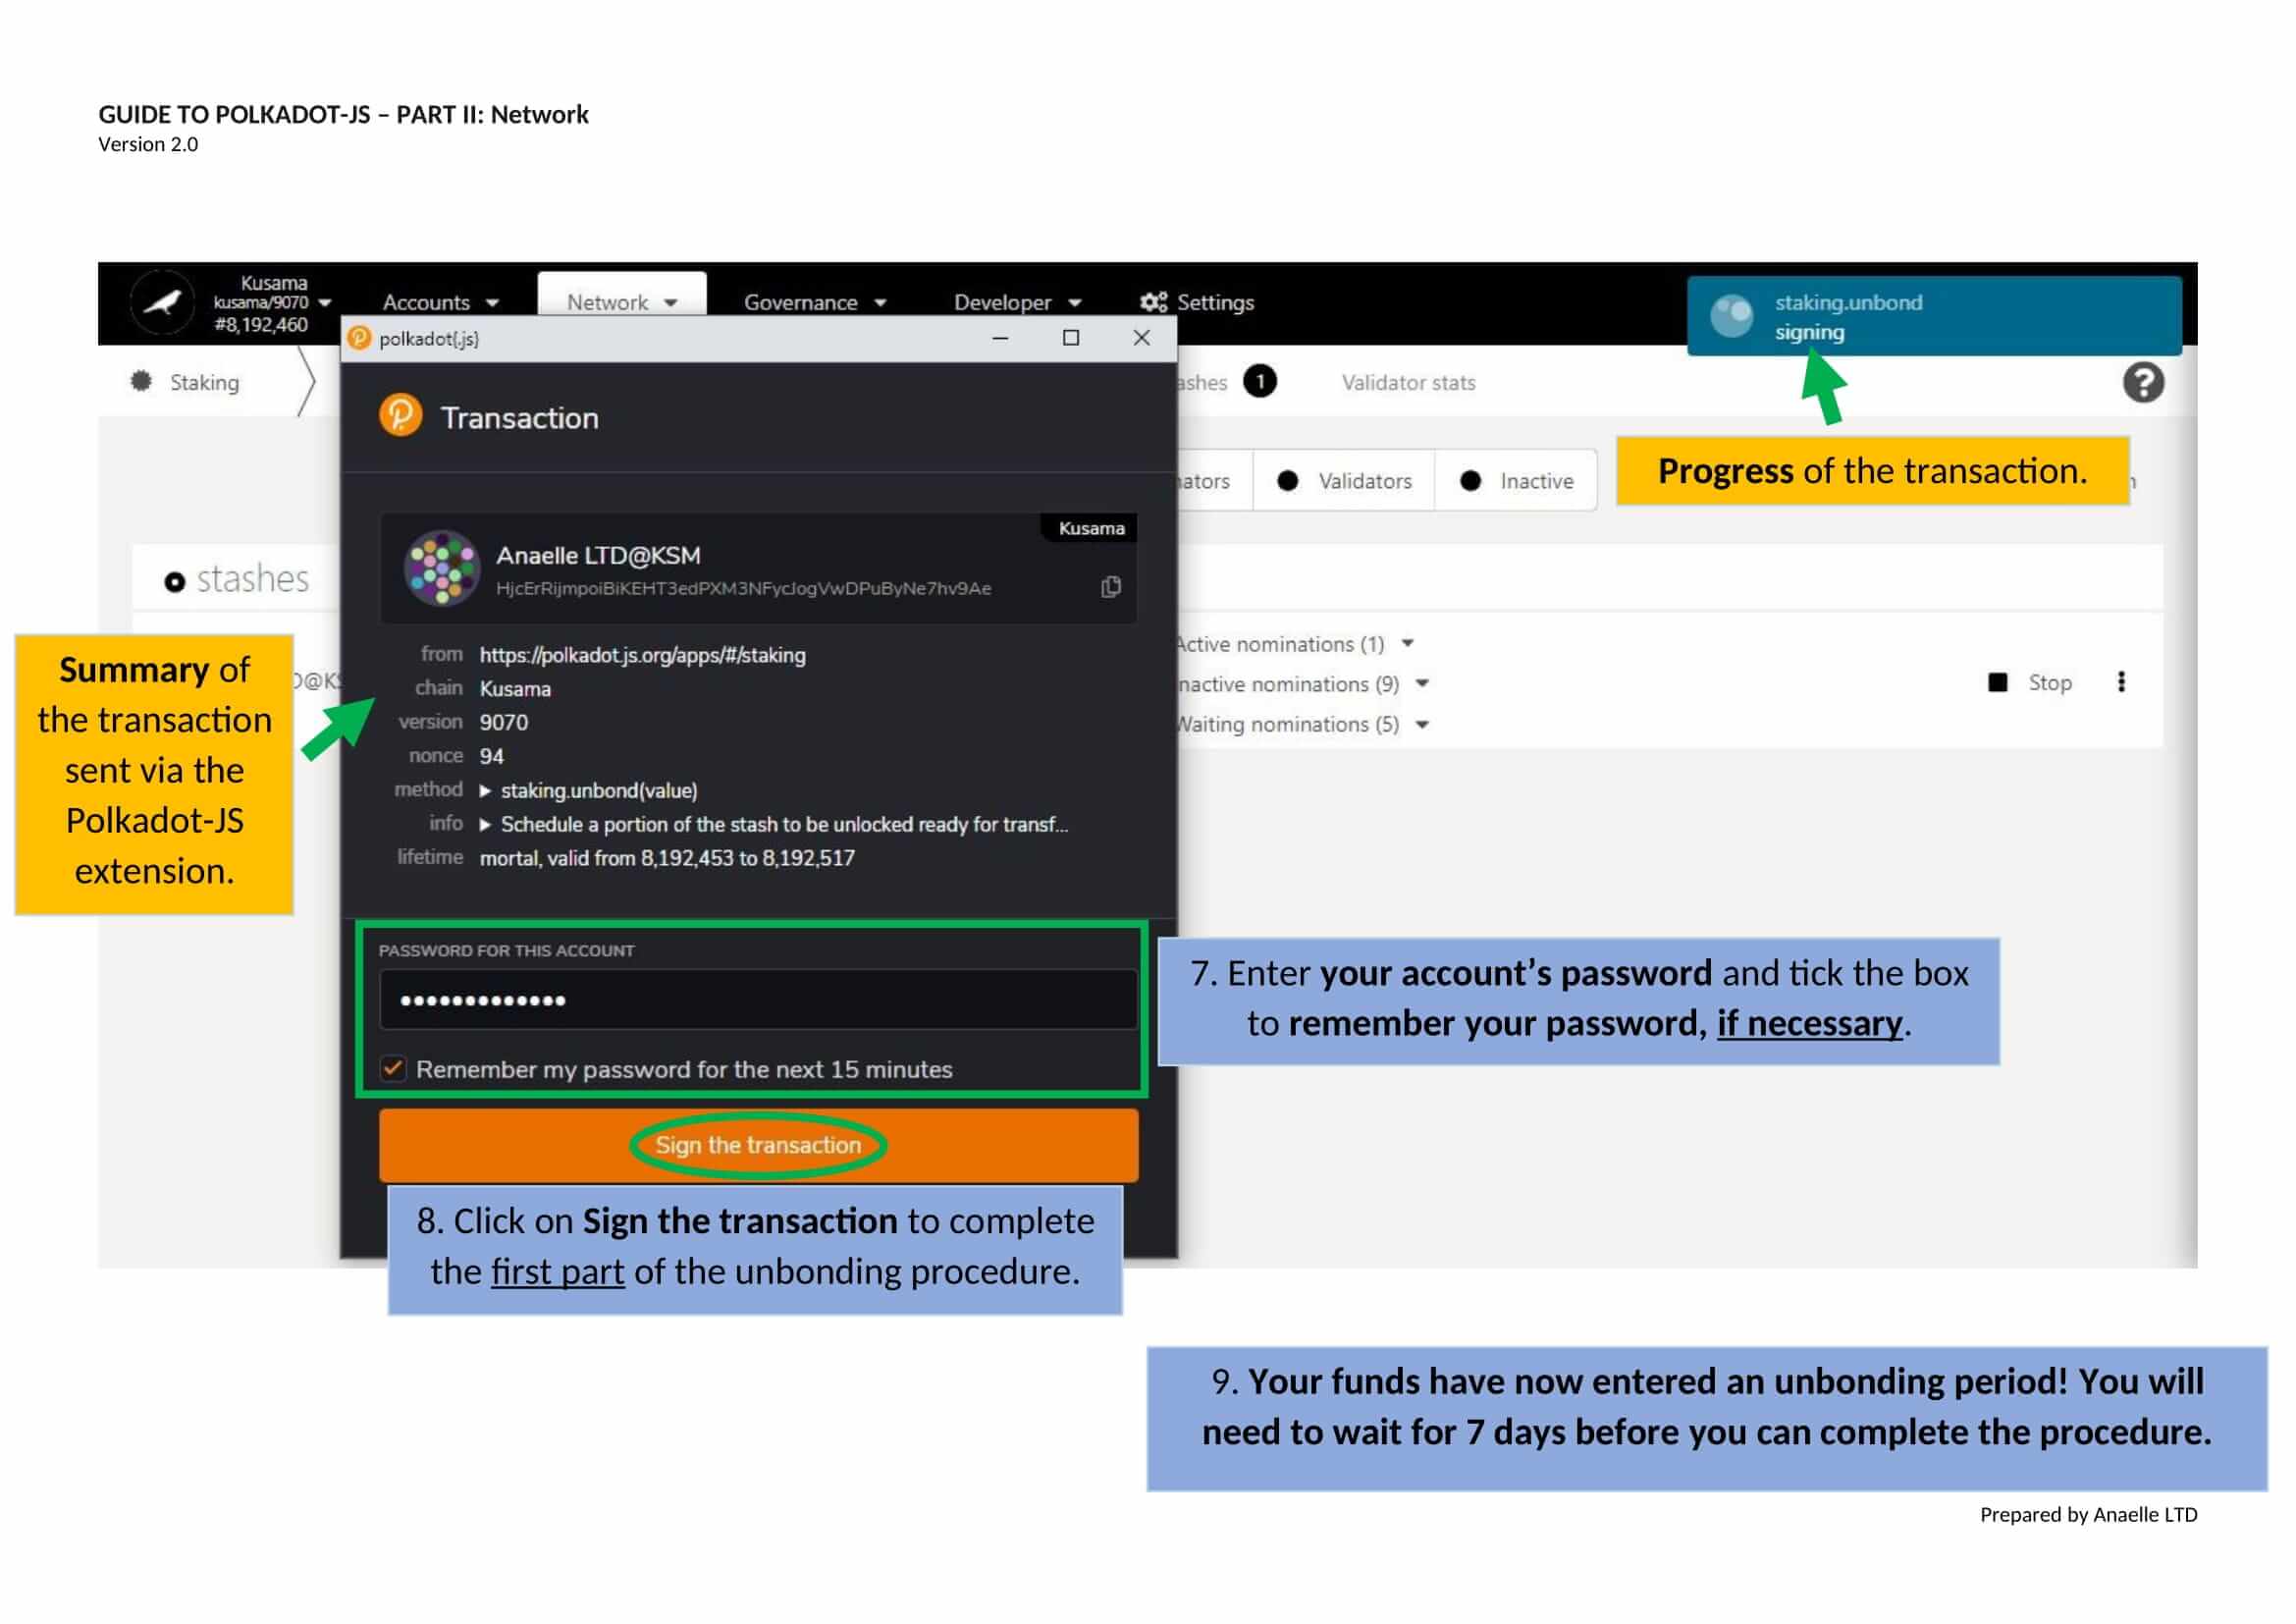 GUIDE TO POLKADOT-JS – PART II: Network
Version 2.0
Kusama
kusama/9070
#8,192,460
Accounts
Network
Governance
Developer
Settings
staking.unbond
signing
polkadot{.js}
Staking
ashes 1
Validator stats
Transaction
Progress of the transaction.
nators
Validators
Inactive
Kusama
Anaelle LTD@KSM
HjcErRijmpoiBiKEHT3edPXM3NFycJogVwDPuByNe7hv9Ae
stashes
Summary of
the transaction
sent via the
Polkadot-JS
extension.
from https://polkadot.js.org/apps/#/staking
chain Kusama
version 9070
nonce 94
method staking.unbond(value)
info Schedule a portion of the stash to be unlocked ready for transf...
lifetime mortal, valid from 8,192,453 to 8,192,517
Active nominations (1)
nactive nominations (9)
Waiting nominations (5)
Stop
PASSWORD FOR THIS ACCOUNT
Remember my password for the next 15 minutes
7. Enter your account’s password and tick the box
to remember your password, if necessary.
Sign the transaction
8. Click on Sign the transaction to complete
the first part of the unbonding procedure.
9. Your funds have now entered an unbonding period! You will
need to wait for 7 days before you can complete the procedure.
Prepared by Anaelle LTD